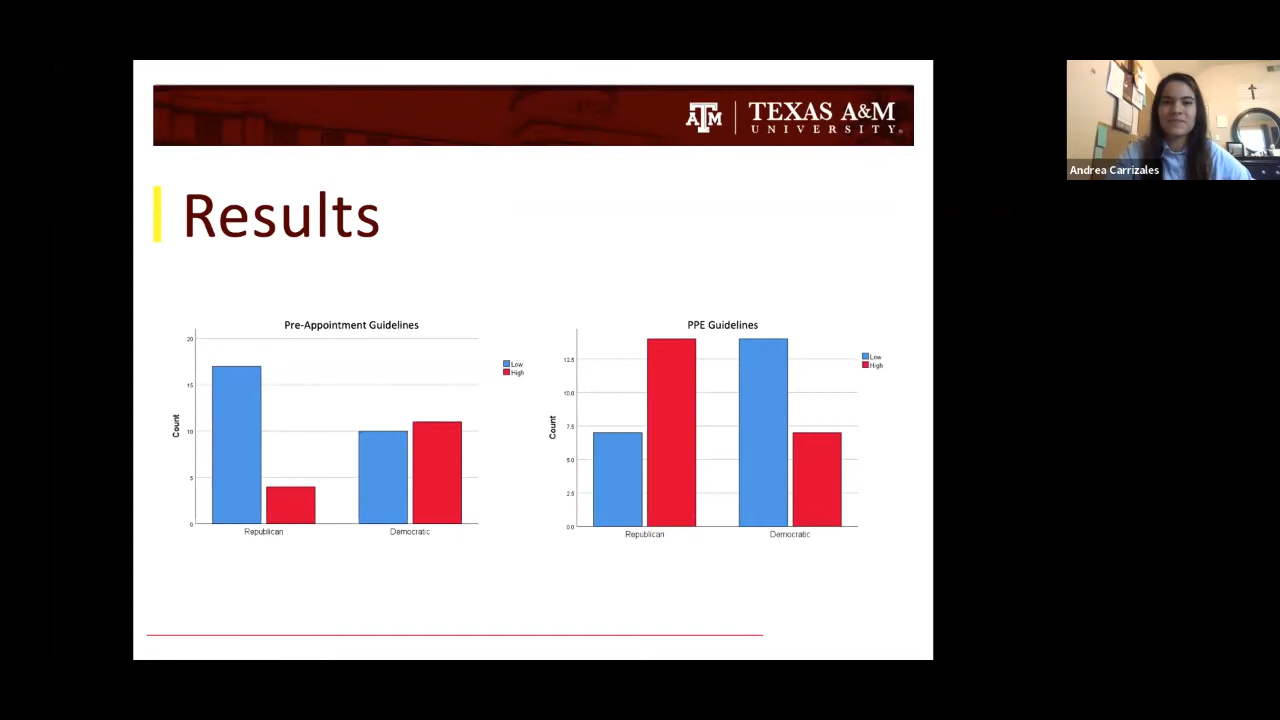 ATM
TEXAS A&M
UNIVERSITY
Andrea Carrizales
Results
Pre-Appointment Guidelines
20
15
10
5
0
Count
Republican
Democratic
Low
High
PPE Guidelines
12.5
10.0
7.5
5.0
2.5
0.0
Count
Republican
Democratic
Low
High